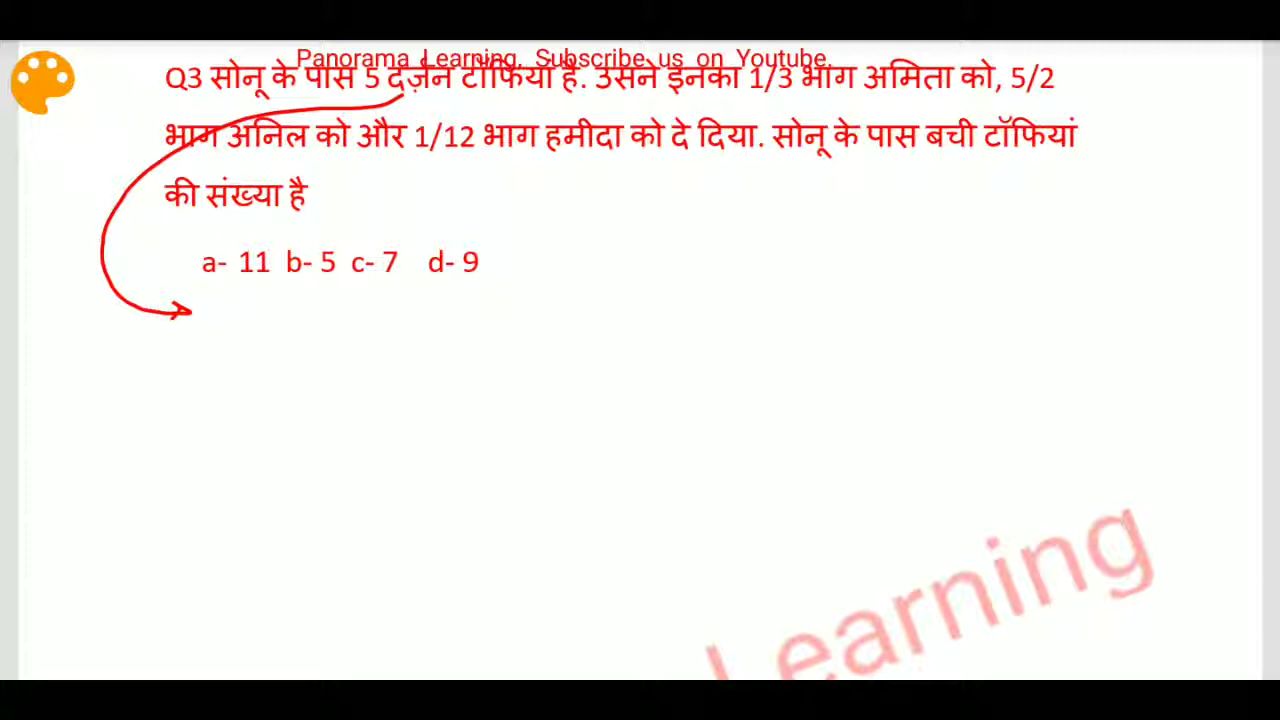 Panorama Learning. Subscribe us on Youtube.
Q3 सोनू के पास 5 दर्ज़न टॉफियां है. उसने इनका 1/3 भाग अमिता को, 5/2
भाग अनिल को और 1/12 भाग हमीदा को दे दिया. सोनू के पास बची टॉफियां
की संख्या है
a- 11 b- 5 c- 7 d- 9
Learning